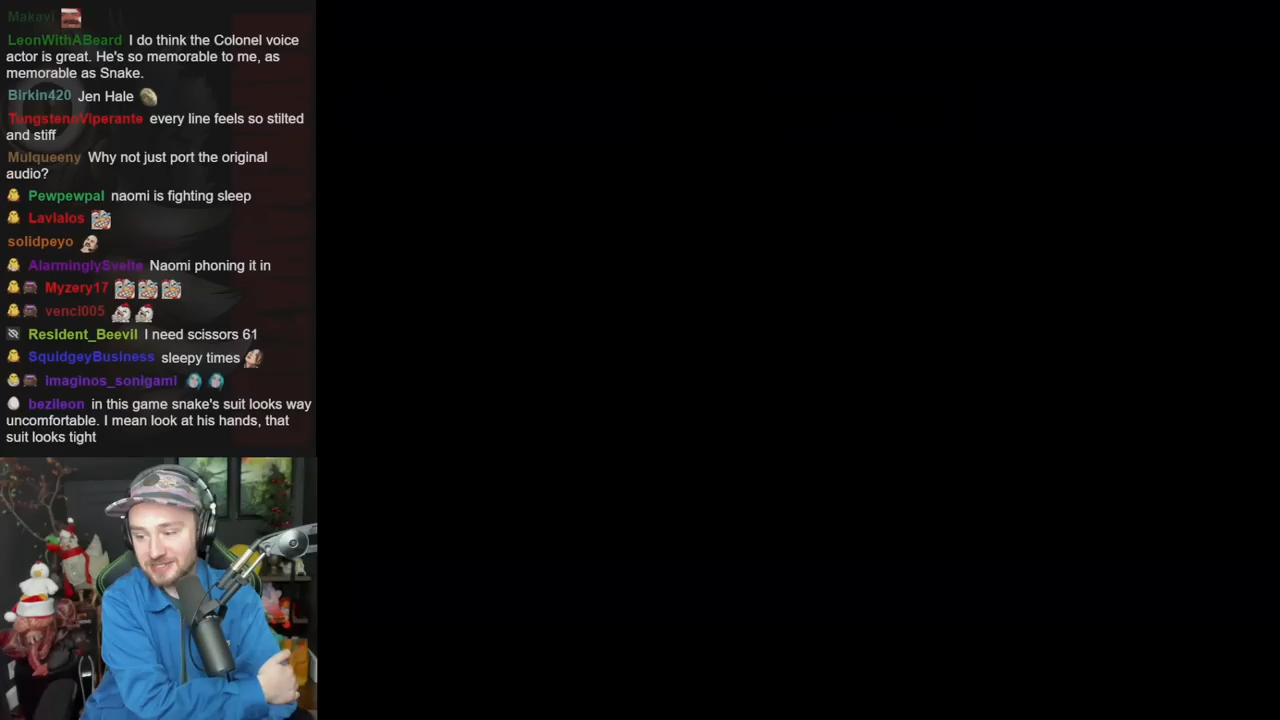 Makavi
LeonWithABeard I do think the Colonel voice
actor is great. He's so memorable to me, as
memorable as Snake.
Birkin420 Jen Hale
TungstenoViperante every line feels so stilted
and stiff
Mulqueeny Why not just port the original
audio?
Pewpewpal naomi is fighting sleep
Lavlalos
solidpeyo
AlarminglySvelte Naomi phoning it in
Myzery17
venci005
Resident_Beevil I need scissors 61
SquidgeyBusiness sleepy times
imaginos_sonigami
bezileon in this game snake's suit looks way
uncomfortable. I mean look at his hands, that
suit looks tight